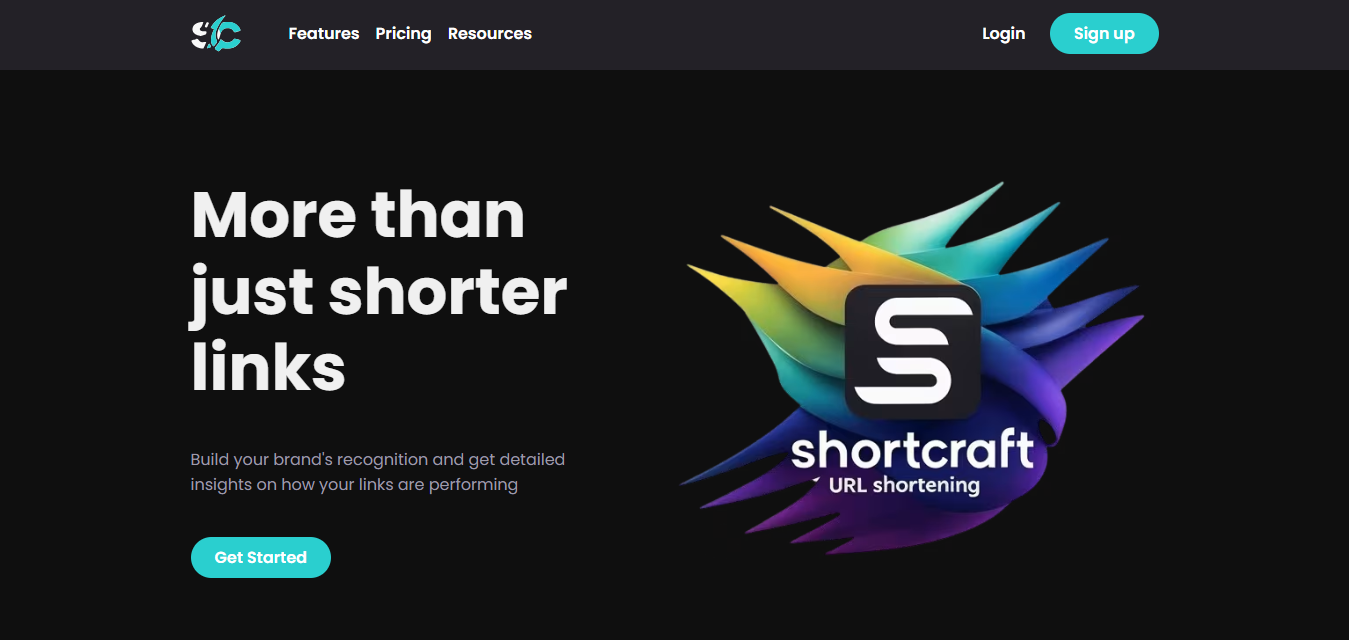 SC
Features Pricing Resources
Login
Sign up
More than
just shorter
links
Build your brand's recognition and get detailed
insights on how your links are performing
Get Started
S
shortcraft
URL shortening